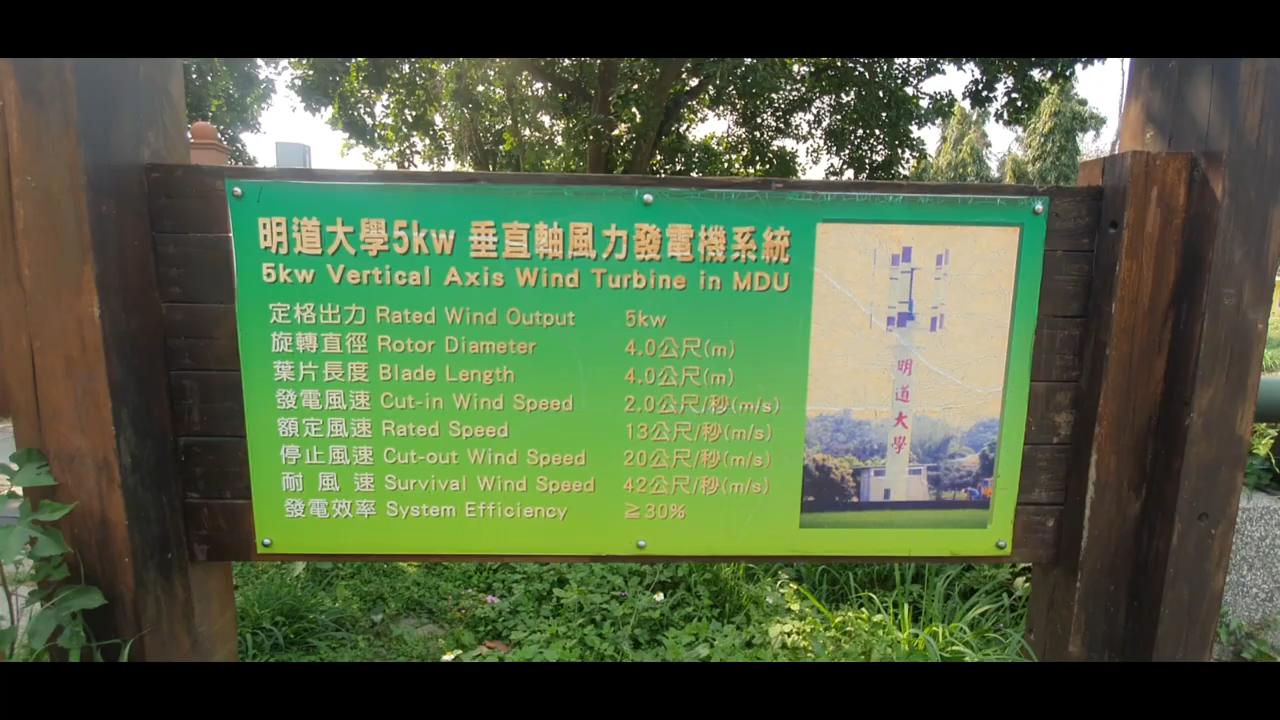 明道大學5kw 垂直軸風力發電機系統
5kw Vertical Axis Wind Turbine in MDU
定格出力 Rated Wind Output 5kw
旋轉直徑 Rotor Diameter 4.0公尺(m)
葉片長度 Blade Length 4.0公尺(m)
發電風速 Cut-in Wind Speed 2.0公尺/秒(m/s)
額定風速 Rated Speed 13公尺/秒(m/s)
停止風速 Cut-out Wind Speed 20公尺/秒(m/s)
耐 風 速 Survival Wind Speed 42公尺/秒(m/s)
發電效率 System Efficiency ≧30%
明道大學